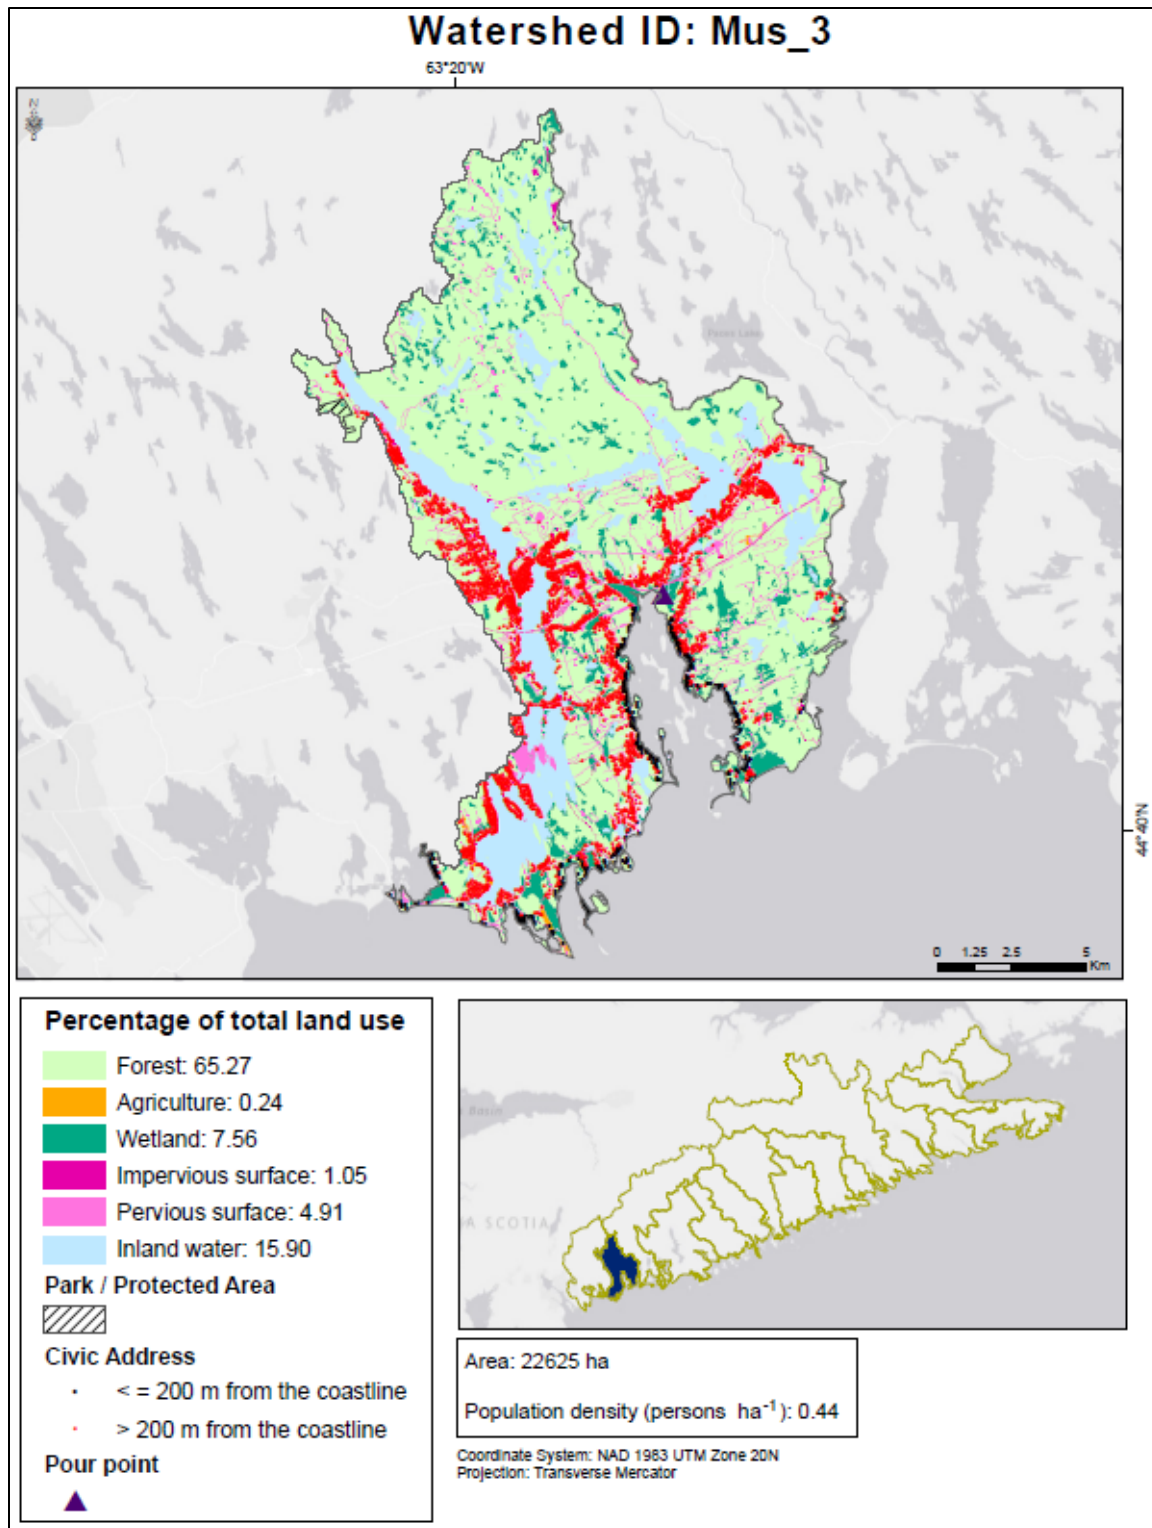 Watershed ID: Mus_3
63°20'W
N
44°40'N
0 1.25 2.5 5
Km
Percentage of total land use
Forest: 65.27
Agriculture: 0.24
Wetland: 7.56
Impervious surface: 1.05
Pervious surface: 4.91
Inland water: 15.90
Park / Protected Area
Civic Address
< = 200 m from the coastline
> 200 m from the coastline
Pour point
Basin
SCOTIA
Area: 22625 ha
Population density (persons ha⁻¹): 0.44
Coordinate System: NAD 1983 UTM Zone 20N
Projection: Transverse Mercator